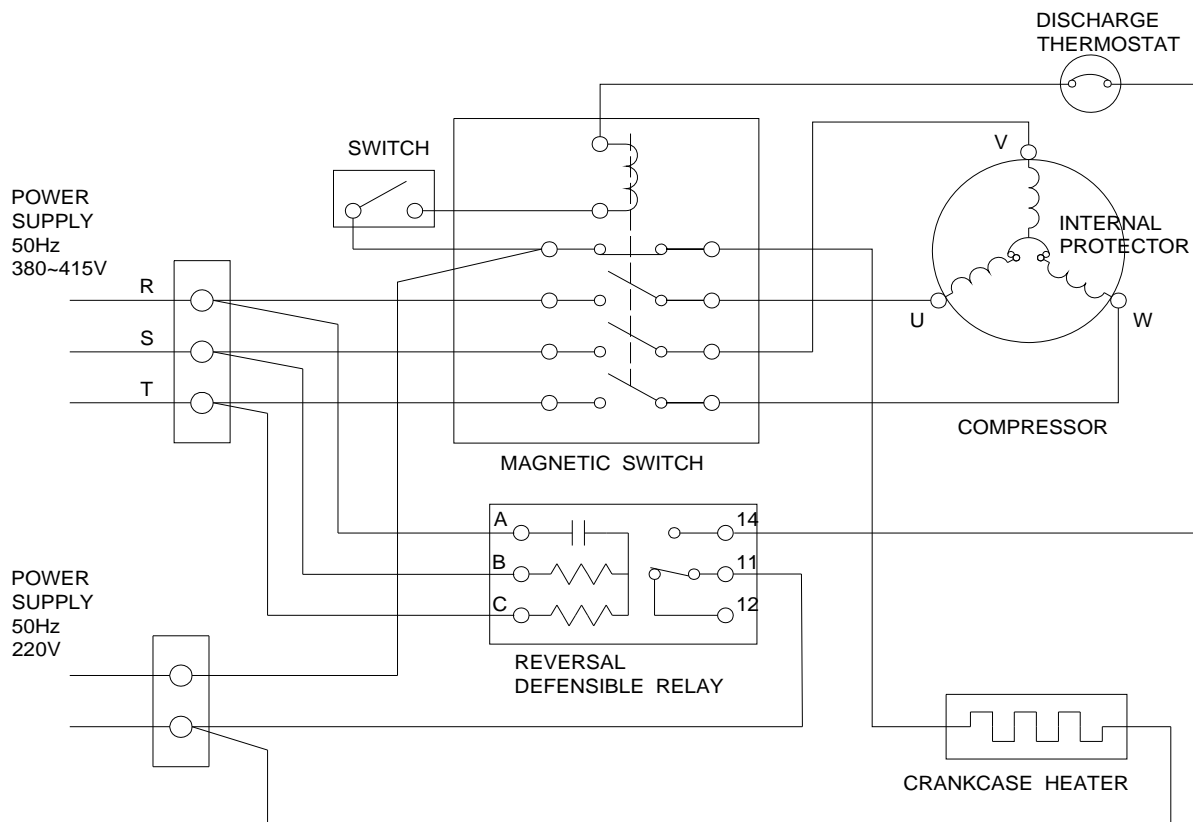 DISCHARGE
THERMOSTAT
SWITCH
V
POWER
SUPPLY
50Hz
380~415V
INTERNAL
PROTECTOR
R
U
W
S
T
COMPRESSOR
MAGNETIC SWITCH
A
14
B
11
C
12
POWER
SUPPLY
50Hz
220V
REVERSAL
DEFENSIBLE RELAY
CRANKCASE HEATER